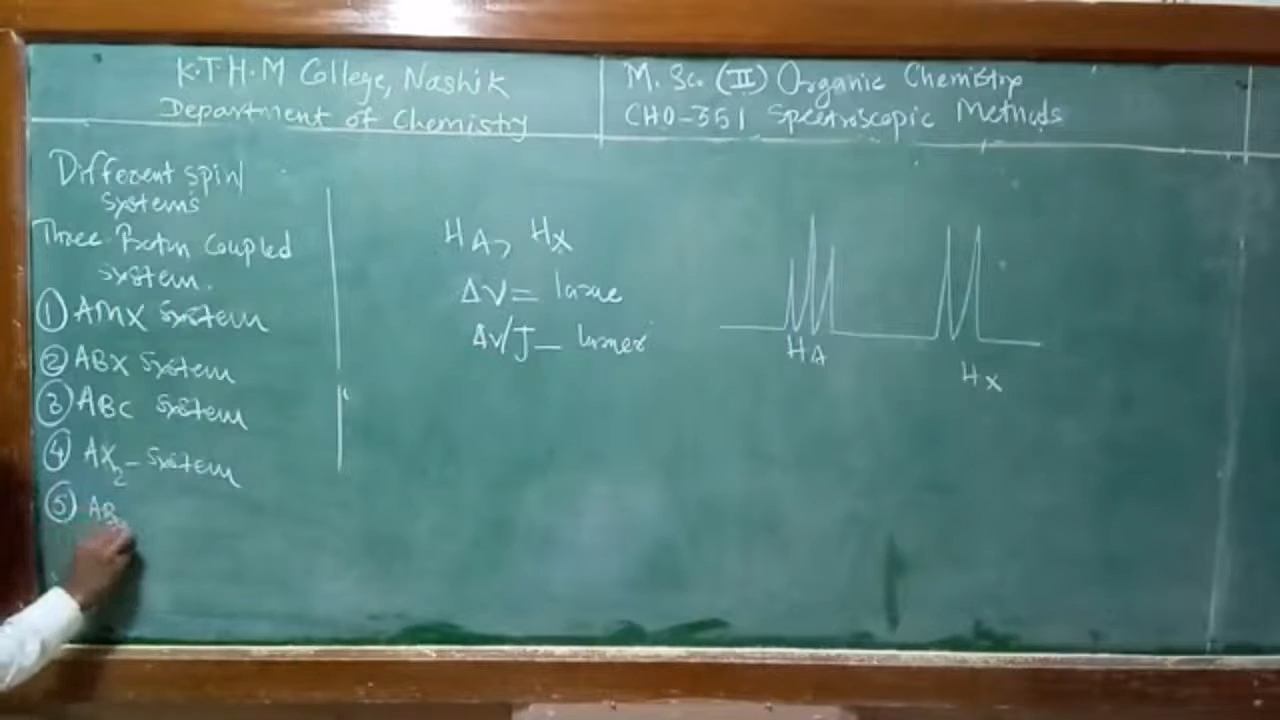 K.T.H.M College, Nashik
Department of Chemistry
M. Sc. (II) Organic Chemistry
CHO-351 Spectroscopic Methods
Different spin
systems
Three Proton Coupled
system.
① AMX System
② ABX System
③ ABC System
④ AX₂ - System
⑤ AB
HA, HX
Δν = large
Δν/J - larger
HA
HX